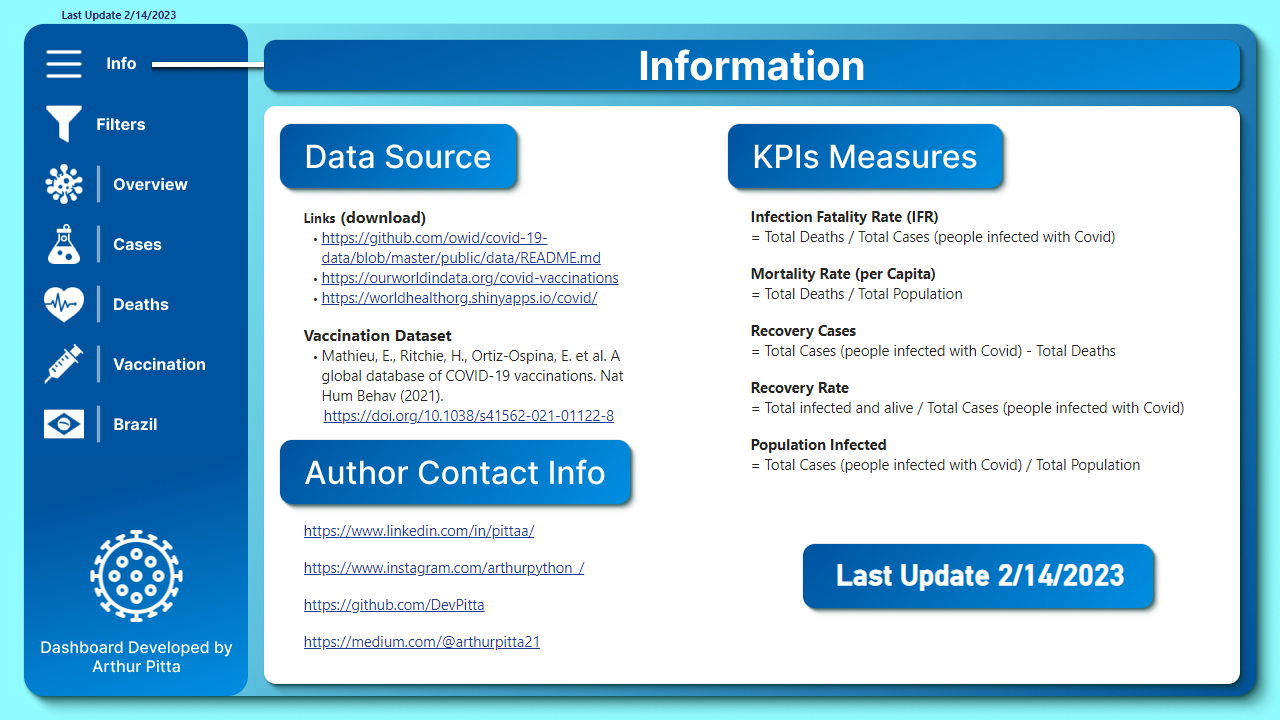 Last Update 2/14/2023
Info
Filters
Overview
Cases
Deaths
Vaccination
Brazil
Dashboard Developed by
Arthur Pitta
Information
Data Source
Links (download)
• https://github.com/owid/covid-19-
data/blob/master/public/data/README.md
• https://ourworldindata.org/covid-vaccinations
• https://worldhealthorg.shinyapps.io/covid/
Vaccination Dataset
• Mathieu, E., Ritchie, H., Ortiz-Ospina, E. et al. A
global database of COVID-19 vaccinations. Nat
Hum Behav (2021).
https://doi.org/10.1038/s41562-021-01122-8
Author Contact Info
https://www.linkedin.com/in/pittaa/
https://www.instagram.com/arthurpython_/
https://github.com/DevPitta
https://medium.com/@arthurpitta21
KPIs Measures
Infection Fatality Rate (IFR)
= Total Deaths / Total Cases (people infected with Covid)
Mortality Rate (per Capita)
= Total Deaths / Total Population
Recovery Cases
= Total Cases (people infected with Covid) - Total Deaths
Recovery Rate
= Total infected and alive / Total Cases (people infected with Covid)
Population Infected
= Total Cases (people infected with Covid) / Total Population
Last Update 2/14/2023